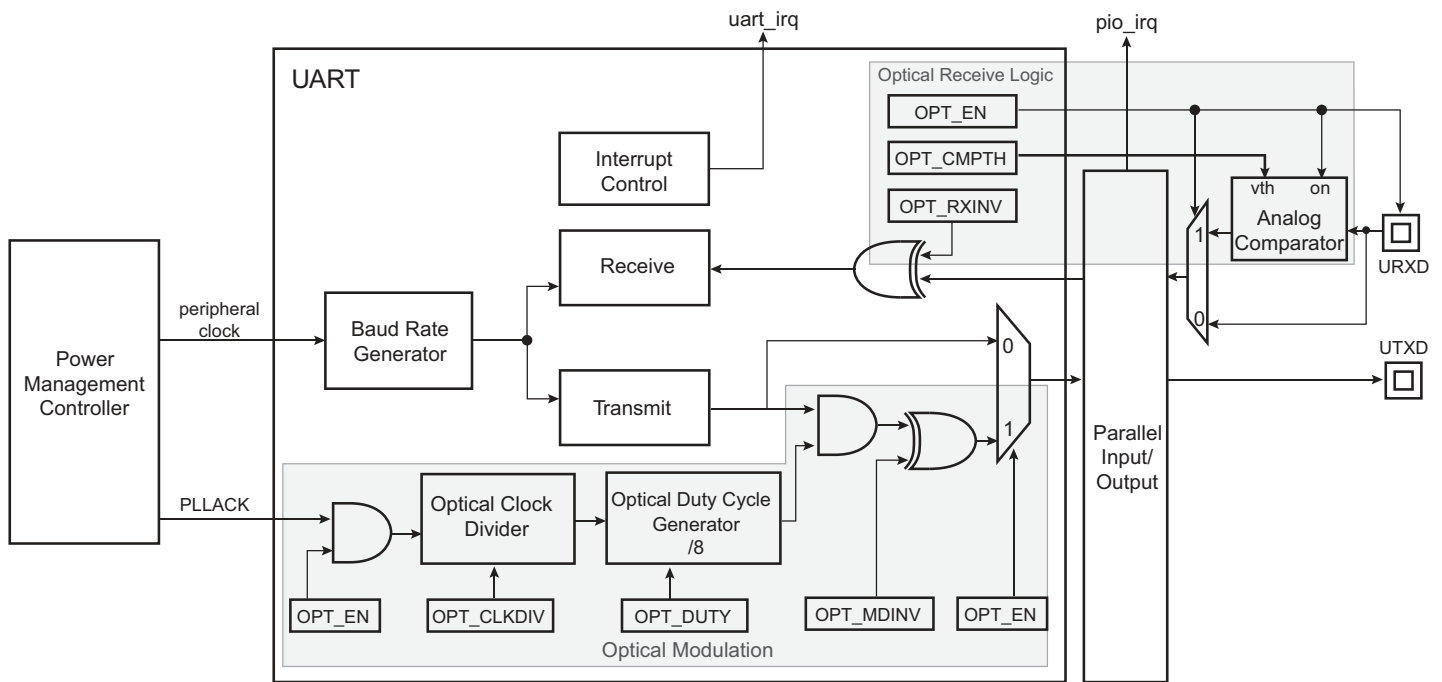 uart_irq
pio_irq
UART
Optical Receive Logic
OPT_EN
OPT_CMPTH
OPT_RXINV
vth
on
Analog
Comparator
1
0
URXD
UTXD
Interrupt
Control
Receive
Power
Management
Controller
peripheral
clock
Baud Rate
Generator
Transmit
0
1
Parallel
Input/
Output
PLLACK
Optical Clock
Divider
Optical Duty Cycle
Generator
/8
OPT_EN
OPT_CLKDIV
OPT_DUTY
OPT_MDINV
OPT_EN
Optical Modulation